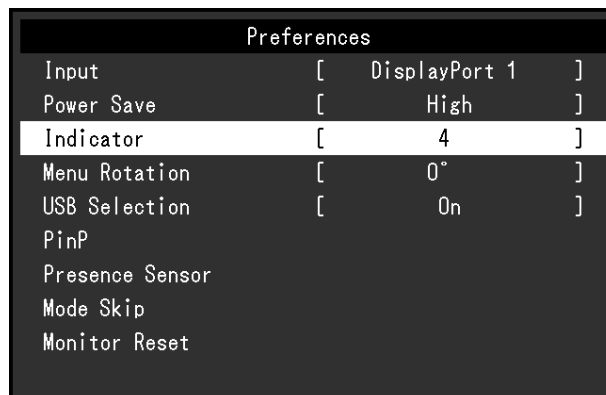 Preferences
Input [ DisplayPort 1 ]
Power Save [ High ]
Indicator [ 4 ]
Menu Rotation [ 0° ]
USB Selection [ On ]
PinP
Presence Sensor
Mode Skip
Monitor Reset